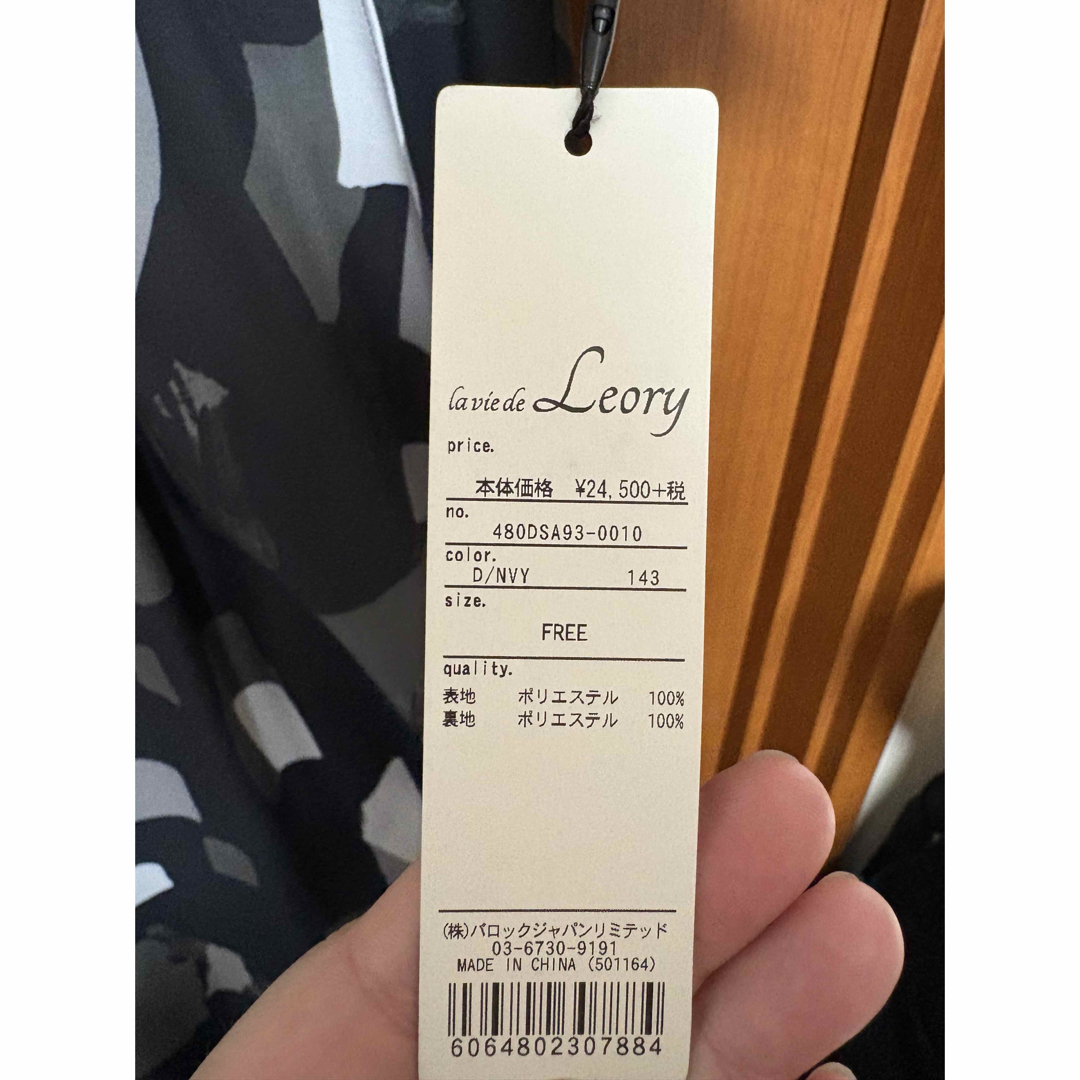 la vie de Leory
price.
本体価格 ¥24,500+税
no.
480DSA93-0010
color.
D/NVY 143
size.
FREE
quality.
表地 ポリエステル 100%
裏地 ポリエステル 100%
(株)バロックジャパンリミテッド
03-6730-9191
MADE IN CHINA (501164)
6064802307884